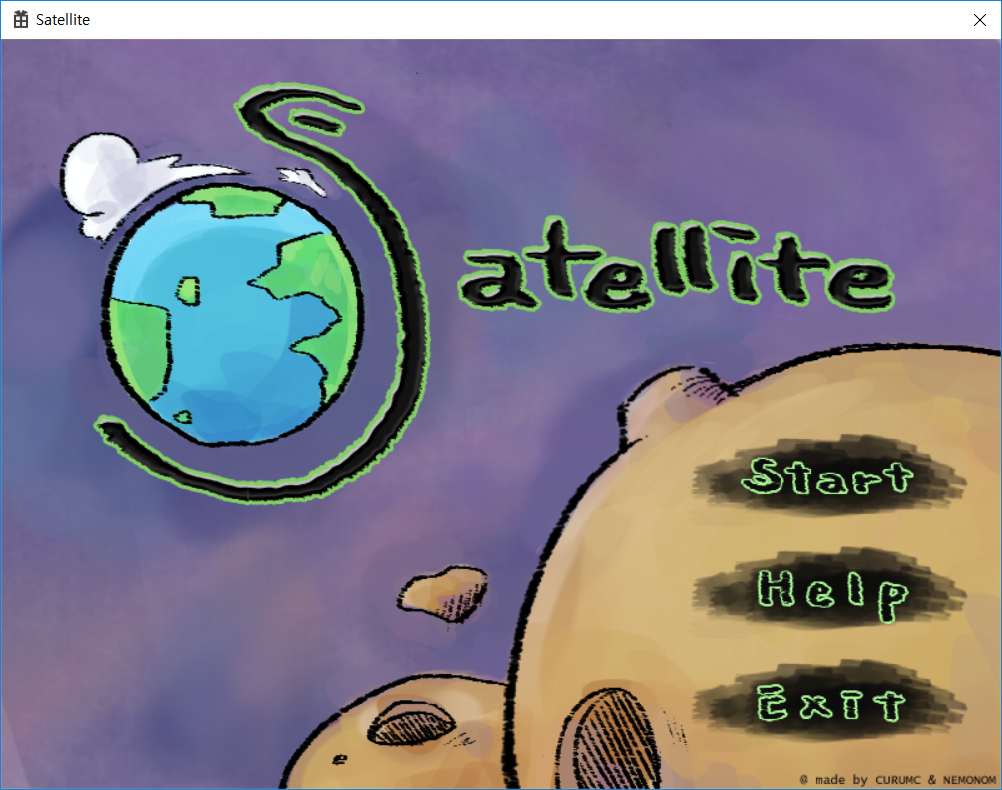 Satellite
Satellite
Start
Help
Exit
@ made by CURUMC & NEMONOM